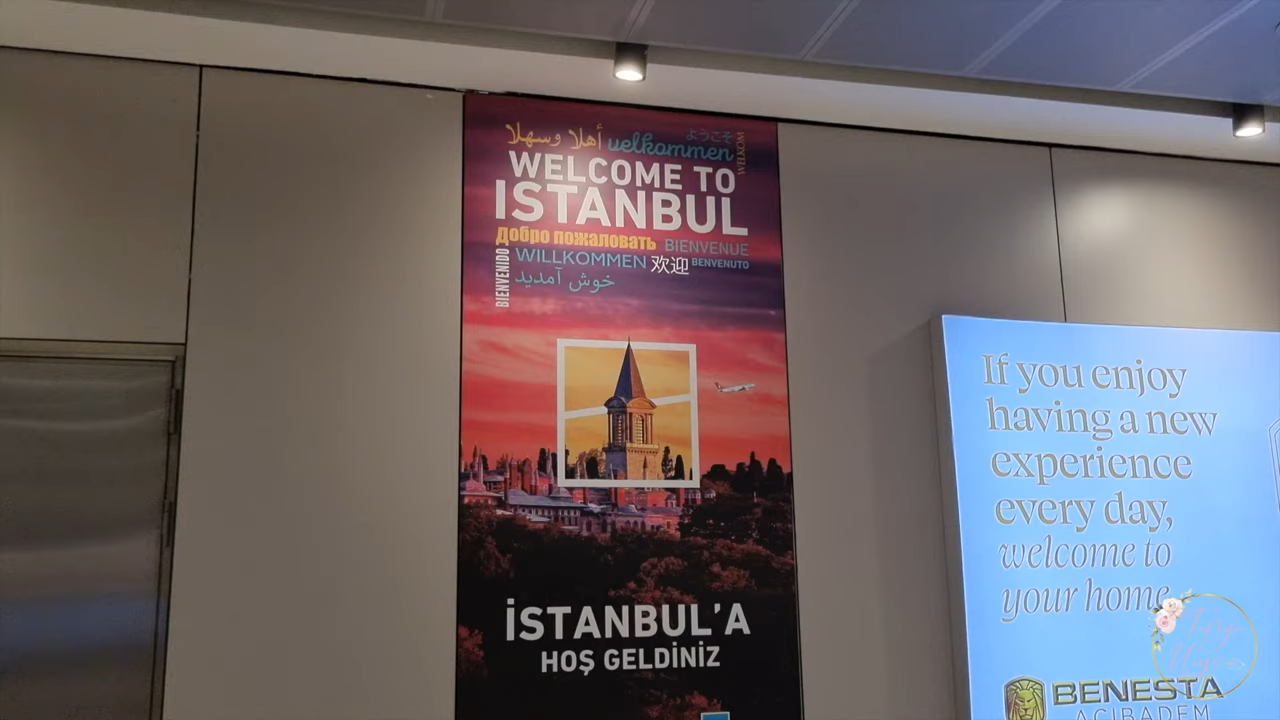 أهلا وسهلا velkommen ようこそ
WELKOM
WELCOME TO
ISTANBUL
Добро пожаловать BIENVENUE
BIENVENIDO
WILLKOMMEN 欢迎 BENVENUTO
خوش آمدید
İSTANBUL'A
HOŞ GELDİNİZ
If you enjoy
having a new
experience
every day,
welcome to
your home.
BENESTA
ACIBADEM